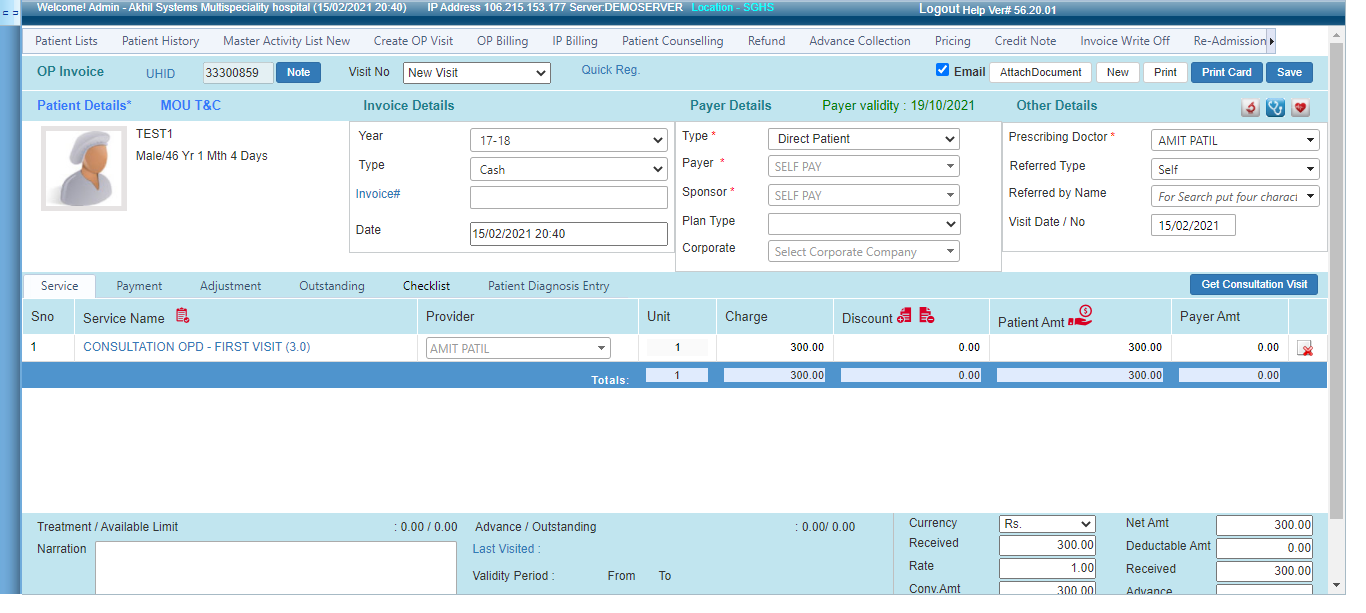 Welcome! Admin - Akhil Systems Multispeciality hospital (15/02/2021 20:40) IP Address 106.215.153.177 Server:DEMOSERVER Location - SGHS Logout Help Ver# 56.20.01
Patient Lists Patient History Master Activity List New Create OP Visit OP Billing IP Billing Patient Counselling Refund Advance Collection Pricing Credit Note Invoice Write Off Re-Admission
OP Invoice UHID 33300859 Note Visit No New Visit Quick Reg. Email AttachDocument New Print Print Card Save
Patient Details* MOU T&C Invoice Details Payer Details Payer validity : 19/10/2021 Other Details
TEST1
Male/46 Yr 1 Mth 4 Days
Year 17-18
Type Cash
Invoice#
Date 15/02/2021 20:40
Type * Direct Patient
Payer * SELF PAY
Sponsor * SELF PAY
Plan Type
Corporate Select Corporate Company
Prescribing Doctor * AMIT PATIL
Referred Type Self
Referred by Name For Search put four charact
Visit Date / No 15/02/2021
Service Payment Adjustment Outstanding Checklist Patient Diagnosis Entry Get Consultation Visit
Sno Service Name Provider Unit Charge Discount Patient Amt Payer Amt
1 CONSULTATION OPD - FIRST VISIT (3.0) AMIT PATIL 1 300.00 0.00 300.00 0.00
Totals: 1 300.00 0.00 300.00 0.00
Treatment / Available Limit : 0.00 / 0.00 Advance / Outstanding : 0.00/ 0.00
Narration Last Visited :
Validity Period : From To
Currency Rs. Net Amt 300.00
Received 300.00 Deductable Amt 0.00
Rate 1.00 Received 300.00
Conv.Amt 300.00 Advance